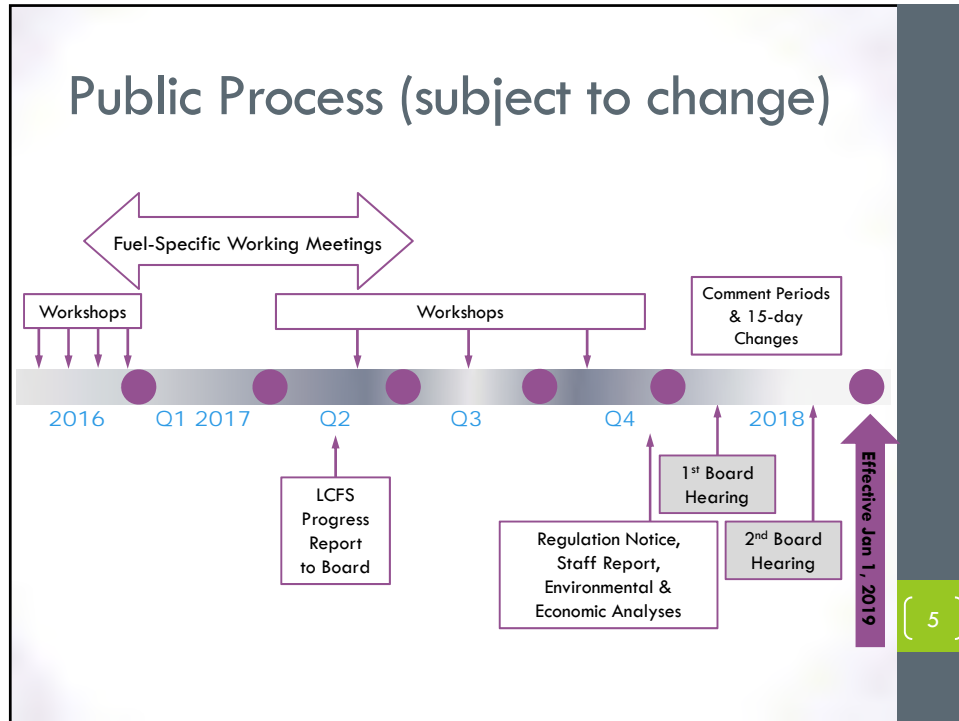 Public Process (subject to change)
Fuel-Specific Working Meetings
Workshops
Workshops
Comment Periods
& 15-day
Changes
2016
Q1 2017
Q2
Q3
Q4
2018
LCFS
Progress
Report
to Board
Regulation Notice,
Staff Report,
Environmental &
Economic Analyses
1st Board
Hearing
2nd Board
Hearing
Effective Jan 1, 2019
5